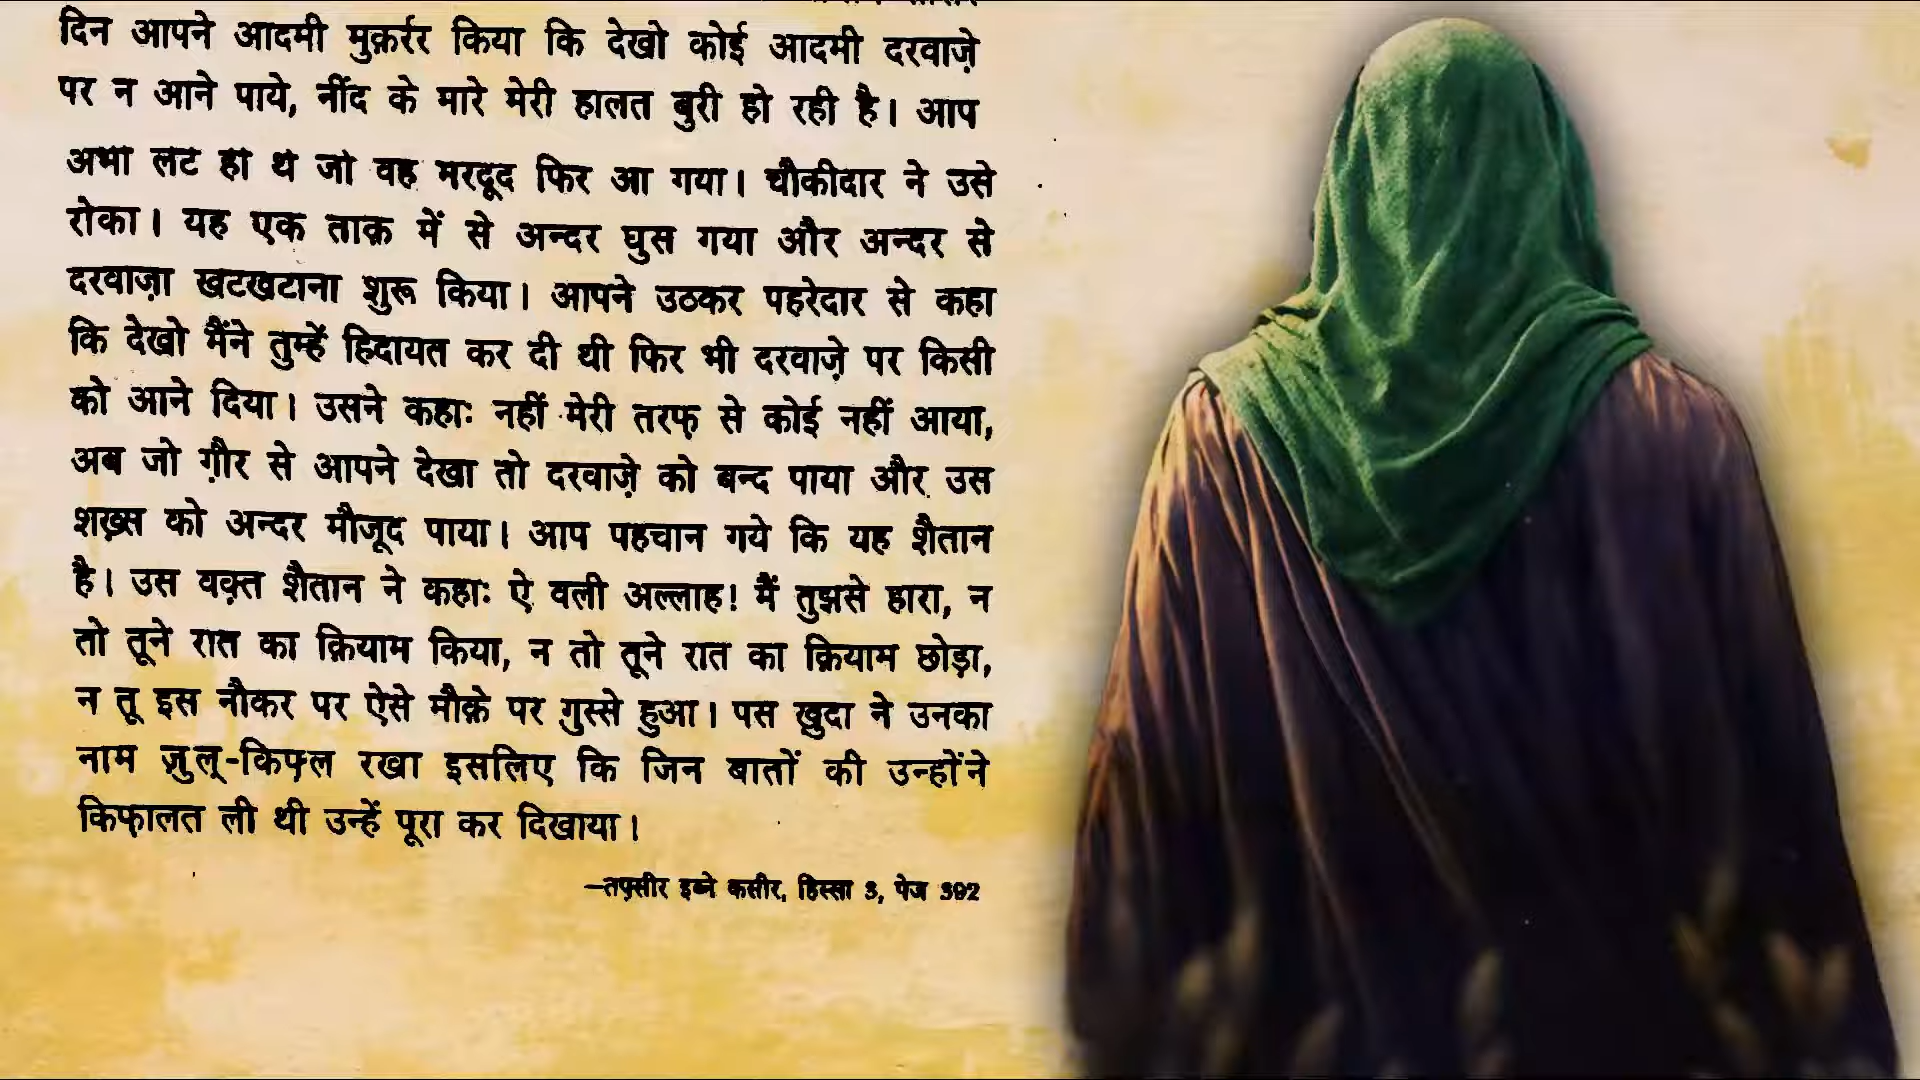 दिन आपने आदमी मुक़र्रर किया कि देखो कोई आदमी दरवाज़े
पर न आने पाये, नींद के मारे मेरी हालत बुरी हो रही है। आप
अभी लेटे ही थे जो वह मरदूद फिर आ गया। चौकीदार ने उसे
रोका। यह एक ताक़ में से अन्दर घुस गया और अन्दर से
दरवाज़ा खटखटाना शुरू किया। आपने उठकर पहरेदार से कहा
कि देखो मैंने तुम्हें हिदायत कर दी थी फिर भी दरवाज़े पर किसी
को आने दिया। उसने कहाः नहीं मेरी तरफ़ से कोई नहीं आया,
अब जो ग़ौर से आपने देखा तो दरवाज़े को बन्द पाया और उस
शख़्स को अन्दर मौजूद पाया। आप पहचान गये कि यह शैतान
है। उस वक़्त शैतान ने कहाः ऐ वली अल्लाह! मैं तुझसे हारा, न
तो तूने रात का क़ियाम किया, न तो तूने रात का क़ियाम छोड़ा,
न तू इस नौकर पर ऐसे मौक़े पर ग़ुस्से हुआ। पस ख़ुदा ने उनका
नाम ज़ुल्-किफ़्ल रखा इसलिए कि जिन बातों की उन्होंने
किफ़ालत ली थी उन्हें पूरा कर दिखाया।
—तफ़्सीर इब्ने कसीर, हिस्सा 3, पेज 392